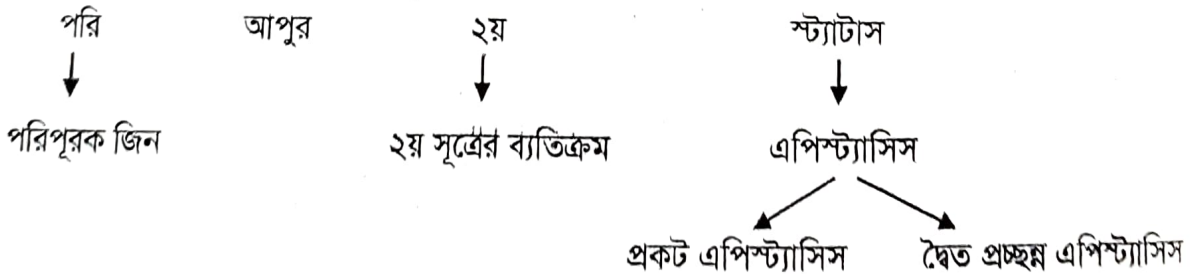 পরি আপুর ২য় স্ট্যাটাস
পরিপূরক জিন ২য় সূত্রের ব্যতিক্রম এপিস্ট্যাসিস
প্রকট এপিস্ট্যাসিস দ্বৈত প্রচ্ছন্ন এপিস্ট্যাসিস